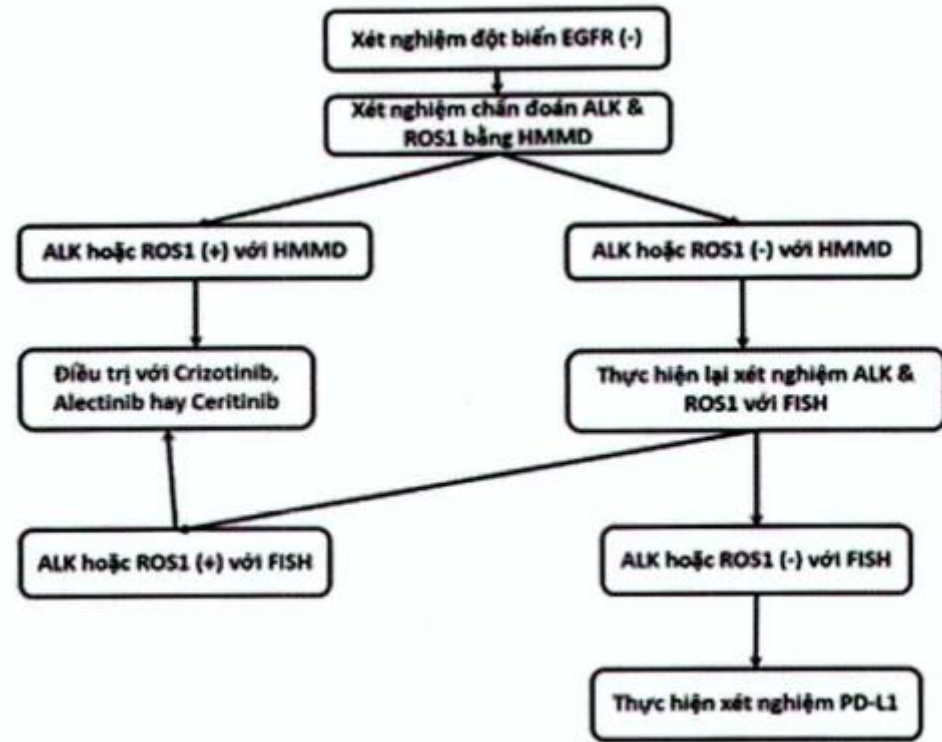 Xét nghiệm đột biến EGFR (-)
Xét nghiệm chẩn đoán ALK &
ROS1 bằng HMMD
ALK hoặc ROS1 (+) với HMMD
ALK hoặc ROS1 (-) với HMMD
Điều trị với Crizotinib,
Alectinib hay Ceritinib
Thực hiện lại xét nghiệm ALK &
ROS1 với FISH
ALK hoặc ROS1 (+) với FISH
ALK hoặc ROS1 (-) với FISH
Thực hiện xét nghiệm PD-L1